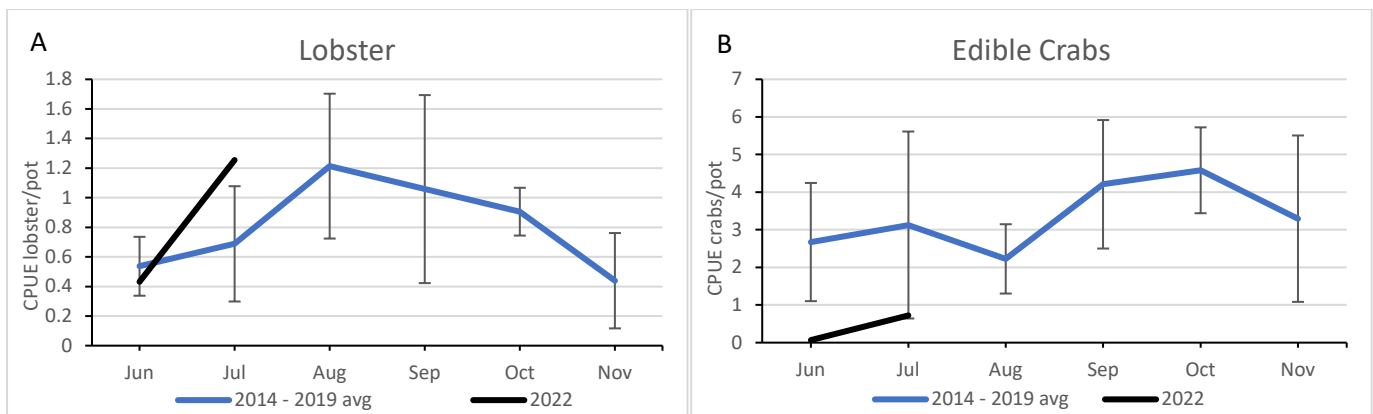 A
Lobster
CPUE lobster/pot
1.8
1.6
1.4
1.2
1
0.8
0.6
0.4
0.2
0
Jun Jul Aug Sep Oct Nov
2014 - 2019 avg 2022
B
Edible Crabs
CPUE crabs/pot
7
6
5
4
3
2
1
0
Jun Jul Aug Sep Oct Nov
2014 - 2019 avg 2022